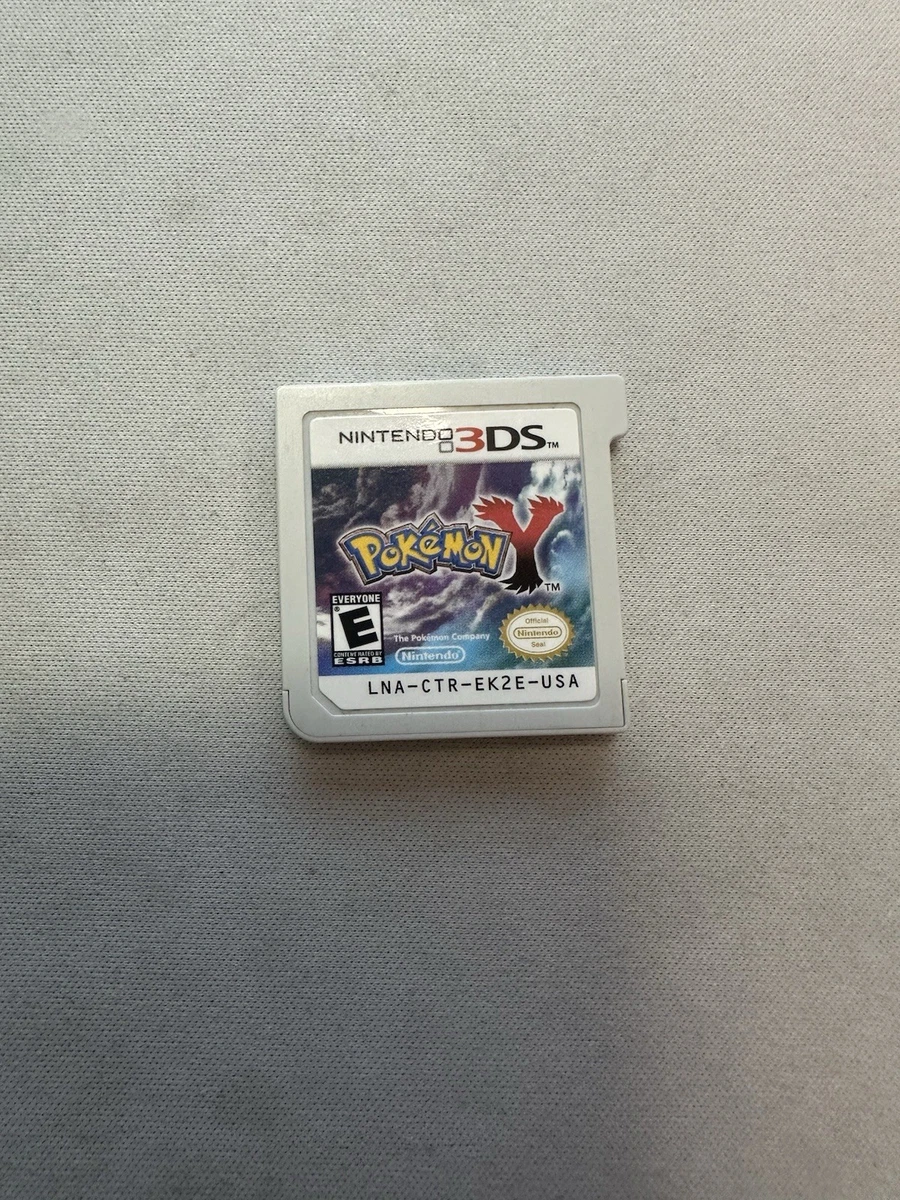 NINTENDO 3DS™
POKéMON Y™
EVERYONE
E
®
CONTENT RATED BY
ESRB
The Pokémon Company
Nintendo®
Official
Nintendo
Seal
LNA-CTR-EK2E-USA